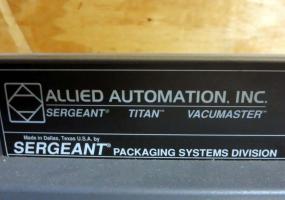 ALLIED AUTOMATION, INC.
SERGEANT® TITAN™ VACUMASTER™
Made in Dallas, Texas U.S.A. by
SERGEANT® PACKAGING SYSTEMS DIVISION